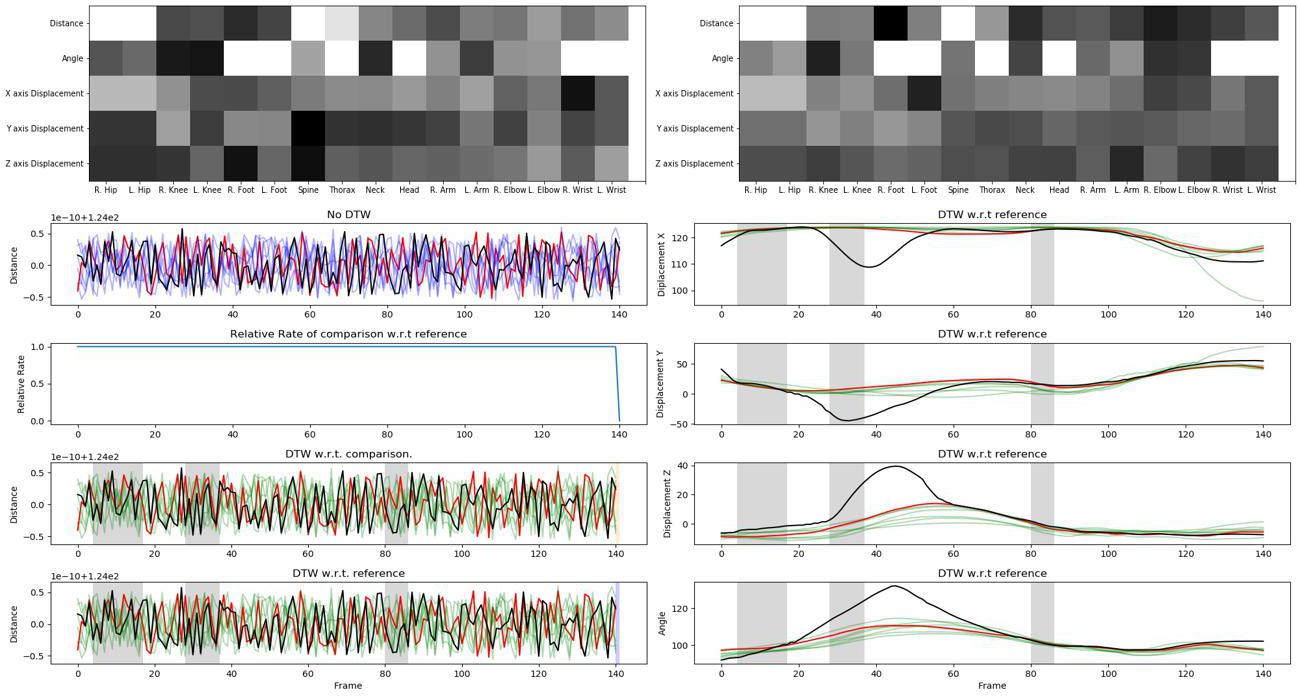 Distance
Angle
X axis Displacement
Y axis Displacement
Z axis Displacement
R. Hip L. Hip R. Knee L. Knee R. Foot L. Foot Spine Thorax Neck Head R. Arm L. Arm R. Elbow L. Elbow R. Wrist L. Wrist
Distance
Angle
X axis Displacement
Y axis Displacement
Z axis Displacement
R. Hip L. Hip R. Knee L. Knee R. Foot L. Foot Spine Thorax Neck Head R. Arm L. Arm R. Elbow L. Elbow R. Wrist L. Wrist
1e−10+1.24e2
No DTW
Distance
0.5
0.0
−0.5
0 20 40 60 80 100 120 140
Relative Rate of comparison w.r.t reference
Relative Rate
1.0
0.5
0.0
0 20 40 60 80 100 120 140
1e−10+1.24e2
DTW w.r.t. comparison.
Distance
0.5
0.0
−0.5
0 20 40 60 80 100 120 140
1e−10+1.24e2
DTW w.r.t. reference
Distance
0.5
0.0
−0.5
0 20 40 60 80 100 120 140
Frame
DTW w.r.t reference
Diplacement X
120
110
100
0 20 40 60 80 100 120 140
DTW w.r.t reference
Displacement Y
50
0
−50
0 20 40 60 80 100 120 140
DTW w.r.t reference
Displacement Z
40
20
0
0 20 40 60 80 100 120 140
DTW w.r.t reference
Angle
120
100
0 20 40 60 80 100 120 140
Frame